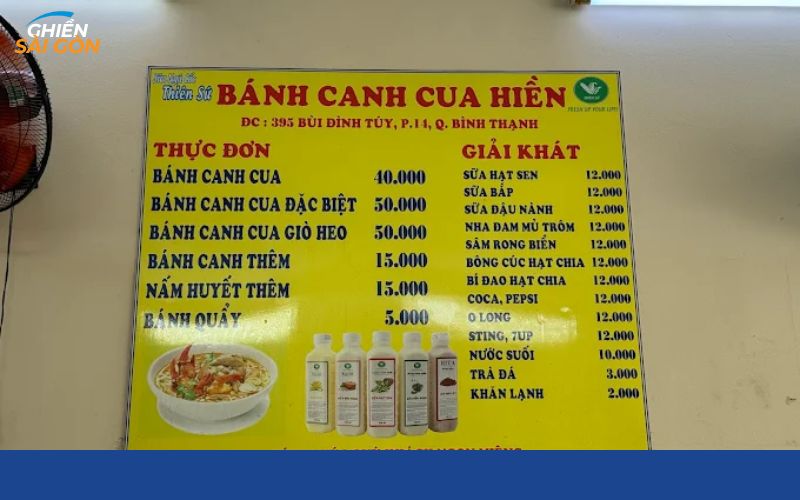 GHIỀN
SÀI GÒN
Thiên Sứ
BÁNH CANH CUA HIỀN
FRESH UP YOUR LIFE!
ĐC : 395 BÙI ĐÌNH TÚY, P.14, Q. BÌNH THẠNH
THỰC ĐƠN
BÁNH CANH CUA 40.000
BÁNH CANH CUA ĐẶC BIỆT 50.000
BÁNH CANH CUA GIÒ HEO 50.000
BÁNH CANH THÊM 15.000
NẤM HUYẾT THÊM 15.000
BÁNH QUẨY 5.000
GIẢI KHÁT
SỮA HẠT SEN 12.000
SỮA BẮP 12.000
SỮA ĐẬU NÀNH 12.000
NHA ĐAM MỦ TRÔM 12.000
SÂM RONG BIỂN 12.000
BÔNG CÚC HẠT CHIA 12.000
BÍ ĐAO HẠT CHIA 12.000
COCA, PEPSI 12.000
O LONG 12.000
STING, 7UP 12.000
NƯỚC SUỐI 10.000
TRÀ ĐÁ 3.000
KHĂN LẠNH 2.000